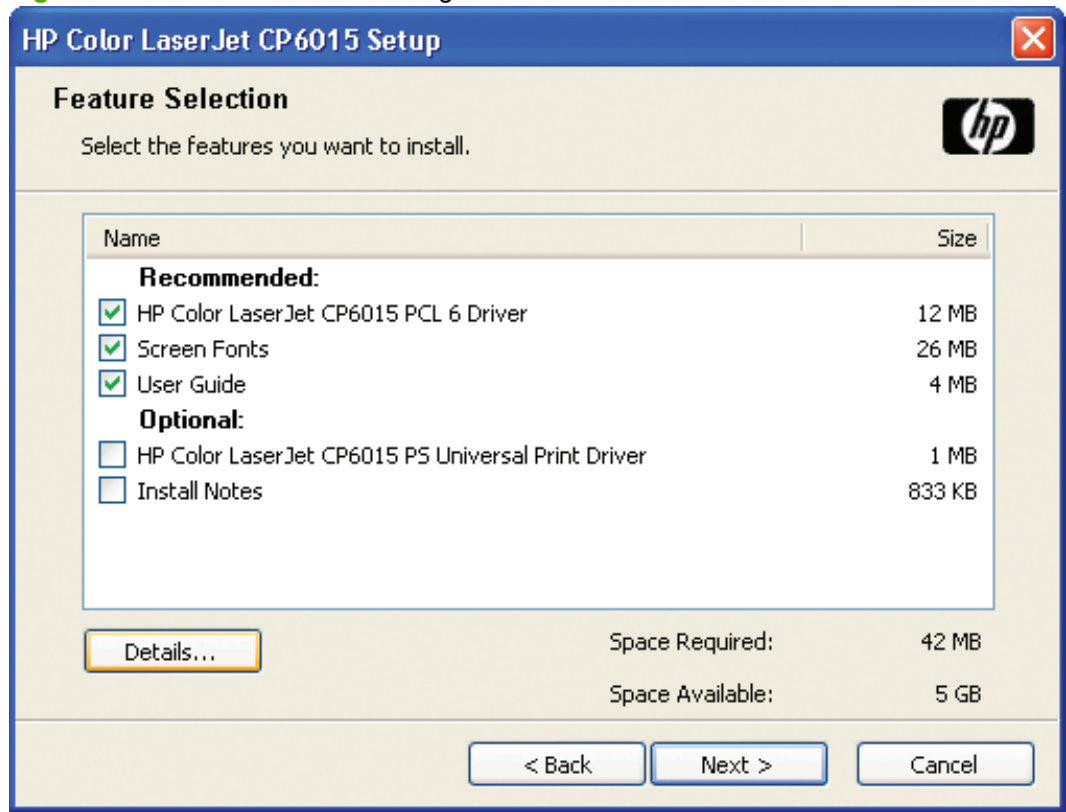 HP Color LaserJet CP6015 Setup
Feature Selection
Select the features you want to install.
hp
Name Size
Recommended:
HP Color LaserJet CP6015 PCL 6 Driver 12 MB
Screen Fonts 26 MB
User Guide 4 MB
Optional:
HP Color LaserJet CP6015 PS Universal Print Driver 1 MB
Install Notes 833 KB
Details... Space Required: 42 MB
Space Available: 5 GB
< Back Next > Cancel